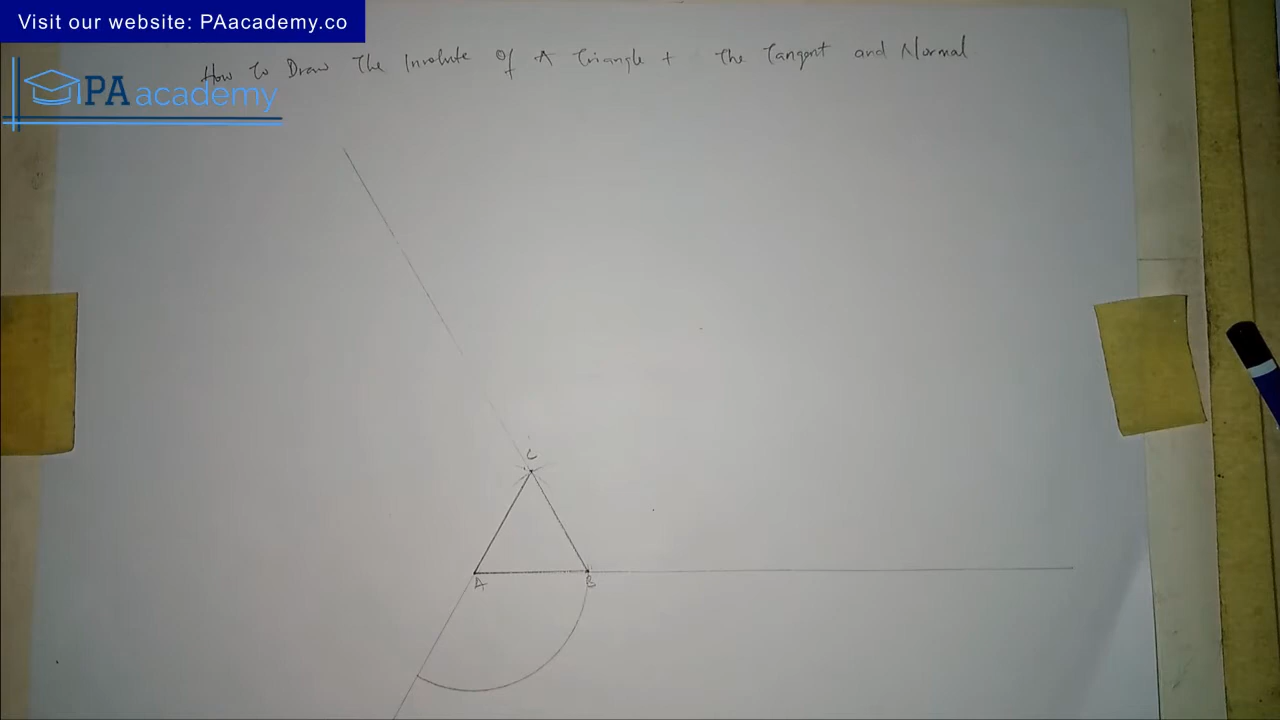 Visit our website: PAacademy.co
How To Draw The Involute Of A Triangle + The Tangent and Normal
PA academy
C
A
B